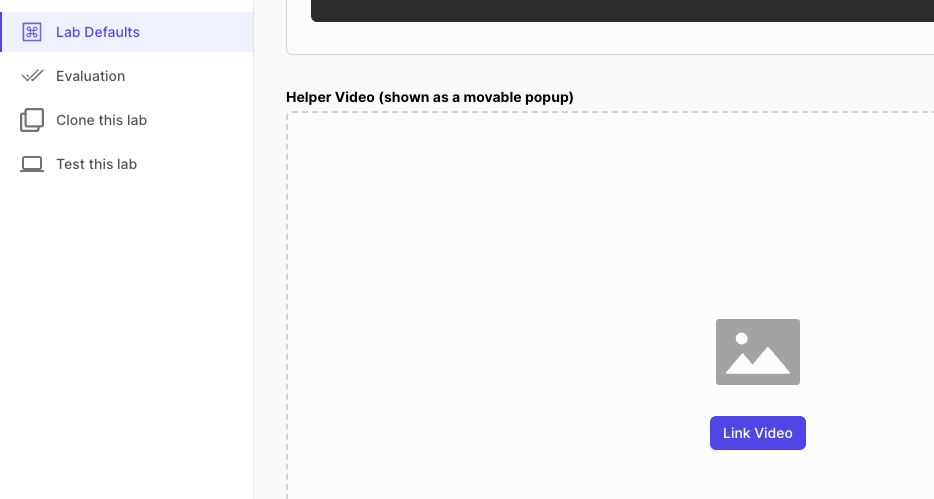 Lab Defaults
Evaluation
Clone this lab
Test this lab
Helper Video (shown as a movable popup)
Link Video